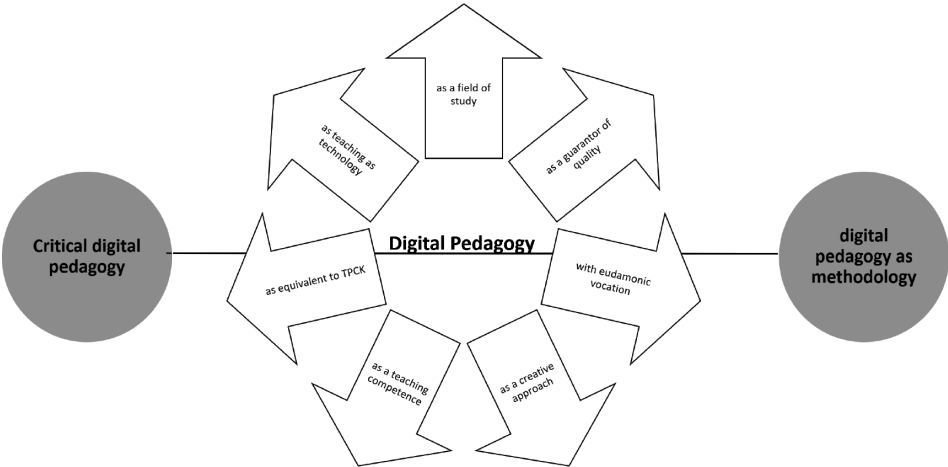 as a field of
study
as teaching as
technology
as a guarantor of
quality
Critical digital
pedagogy
Digital Pedagogy
digital
pedagogy as
methodology
as equivalent to TPCK
with eudamonic
vocation
as a teaching
competence
as a creative
approach